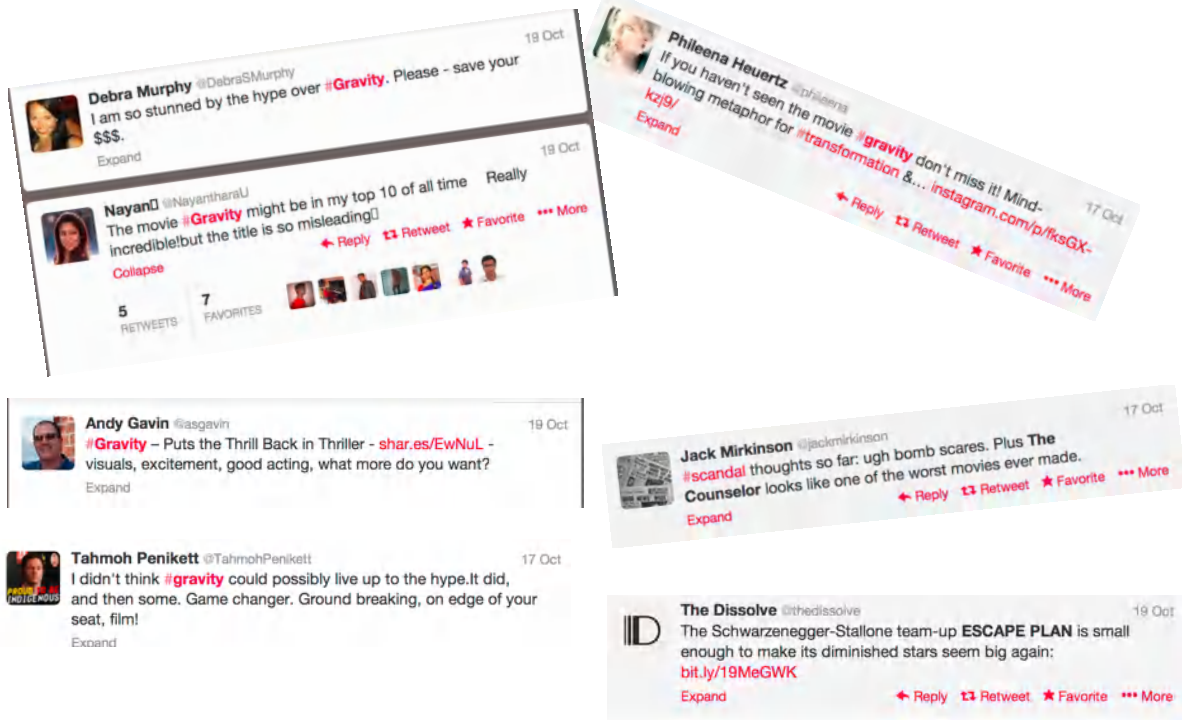 Debra Murphy @DebraSMurphy 19 Oct
I am so stunned by the hype over #Gravity. Please - save your
$$$.
Expand
Nayan @NayantharaU 19 Oct
The movie #Gravity might be in my top 10 of all time Really
incredible!but the title is so misleading
Reply Retweet Favorite More
Collapse
5 RETWEETS
7 FAVORITES
Phileena Heuertz @phileena 17 Oct
If you haven't seen the movie #gravity don't miss it! Mind-
blowing metaphor for #transformation &... instagram.com/p/fksGX-
kzj9/
Expand
Reply Retweet Favorite More
Andy Gavin @asgavin 19 Oct
#Gravity – Puts the Thrill Back in Thriller - shar.es/EwNuL -
visuals, excitement, good acting, what more do you want?
Expand
Jack Mirkinson @jackmirkinson 17 Oct
#scandal thoughts so far: ugh bomb scares. Plus The
Counselor looks like one of the worst movies ever made.
Reply Retweet Favorite More
Expand
Tahmoh Penikett @TahmohPenikett 17 Oct
PROUD TO BE
INDIGENOUS
I didn't think #gravity could possibly live up to the hype.It did,
and then some. Game changer. Ground breaking, on edge of your
seat, film!
Expand
The Dissolve @thedissolve 19 Oct
The Schwarzenegger-Stallone team-up ESCAPE PLAN is small
enough to make its diminished stars seem big again:
bit.ly/19MeGWK
Expand Reply Retweet Favorite More